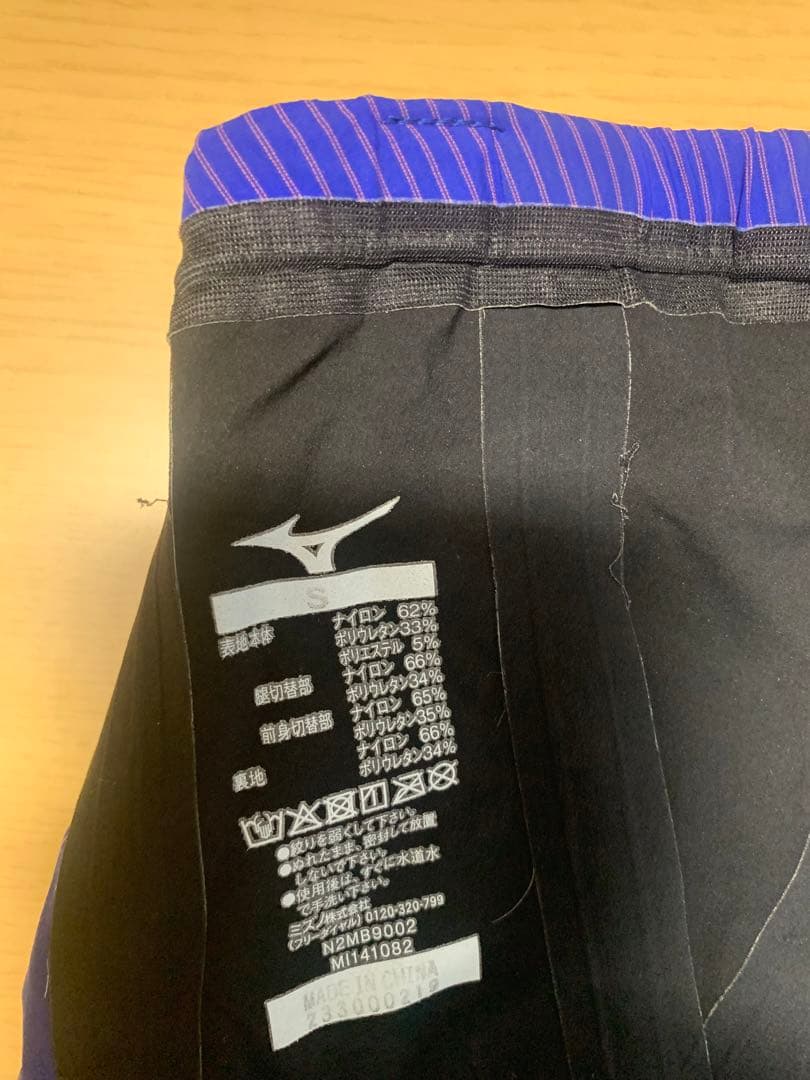 S
表地本体 ナイロン 62%
ポリウレタン33%
ポリエステル 5%
腰切替部 ナイロン 66%
ポリウレタン34%
前身切替部 ナイロン 65%
ポリウレタン35%
裏地 ナイロン 66%
ポリウレタン34%
●絞りを弱くして下さい。
●ぬれたまま、密封して放置
しないで下さい。
●使用後は、すぐに水道水
で手洗い下さい。
ミズノ株式会社
(フリーダイヤル) 0120-320-799
N2MB9002
MI141082
MADE IN CHINA